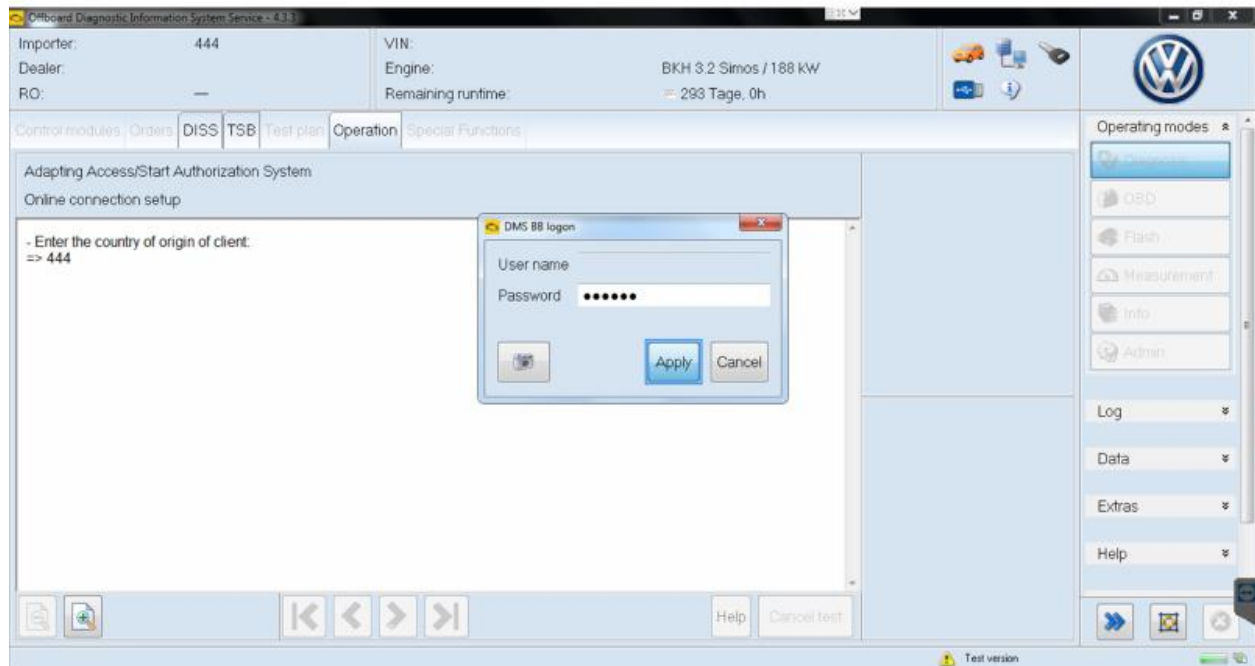 Offboard Diagnostic Information System Service - 4.3.3
Importer: 444
Dealer:
RO: —
VIN:
Engine: BKH 3.2 Simos / 188 kW
Remaining runtime: 293 Tage, 0h
Control modules Orders DISS TSB Test plan Operation Special Functions
Adapting Access/Start Authorization System
Online connection setup
- Enter the country of origin of client:
=> 444
DMS BB logon
User name
Password ●●●●●●
Apply Cancel
Help Cancel test
Operating modes
Diagnosis
OBD
Flash
Measurement
Info
Admin
Log
Data
Extras
Help
Test version